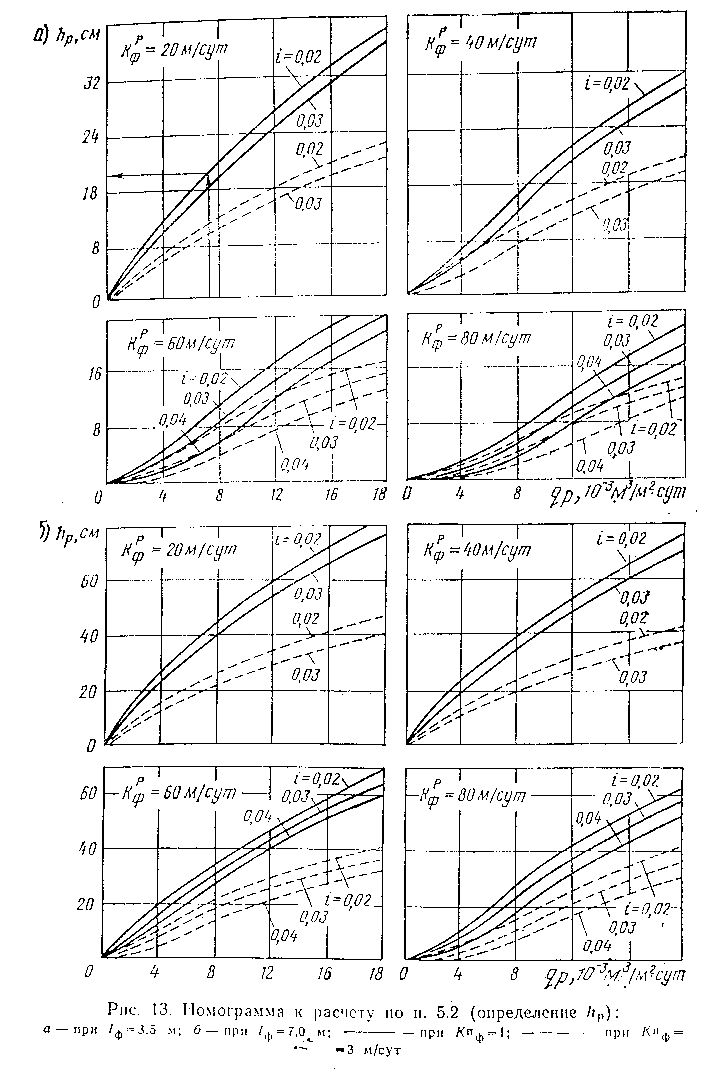 а) hр, см
Kфᴾ = 20 м/сут
i=0,02
0,03
0,02
0,03
32
24
18
8
0
Kфᴾ = 40 м/сут
i=0,02
0,03
0,02
0,03
Kфᴾ = 60 м/сут
i=0,02
0,03
0,04
i=0,02
0,03
0,04
16
8
0 4 8 12 16 18
Kфᴾ = 80 м/сут
i=0,02
0,03
0,04
i=0,02
0,03
0,04
0 4 8 qр, 10⁻³м³/м²сут
б) hр, см
Kфᴾ = 20 м/сут
i=0,02
0,03
0,02
0,03
60
40
20
0
Kфᴾ = 40 м/сут
i=0,02
0,03
0,02
0,03
Kфᴾ = 60 м/сут
i=0,02
0,03
0,04
i=0,02
0,03
0,04
60
40
20
0 4 8 12 16 18
Kфᴾ = 80 м/сут
i=0,02
0,03
0,04
i=0,02
0,03
0,04
0 4 8 qр, 10⁻³м³/м²сут
Рис. 13. Номограмма к расчету по п. 5.2 (определение hр):
а — при lф=3.5 м; б — при lф=7,0 м; ——— – при Kпф=1; — — — при Kпф=
=3 м/сут